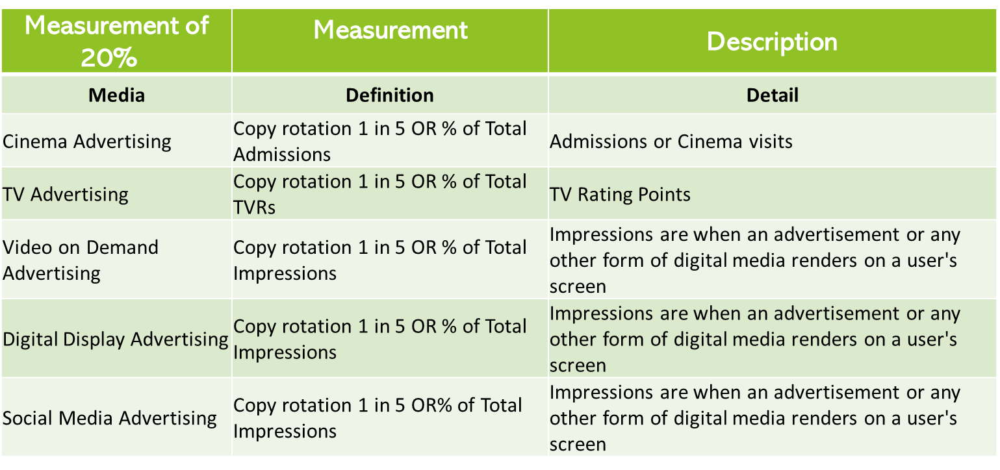 Measurement of
20%
Measurement
Description
Media
Definition
Detail
Cinema Advertising
Copy rotation 1 in 5 OR % of Total
Admissions
Admissions or Cinema visits
TV Advertising
Copy rotation 1 in 5 OR % of Total
TVRs
TV Rating Points
Video on Demand
Advertising
Copy rotation 1 in 5 OR % of Total
Impressions
Impressions are when an advertisement or any
other form of digital media renders on a user's
screen
Digital Display Advertising
Copy rotation 1 in 5 OR % of Total
Impressions
Impressions are when an advertisement or any
other form of digital media renders on a user's
screen
Social Media Advertising
Copy rotation 1 in 5 OR% of Total
Impressions
Impressions are when an advertisement or any
other form of digital media renders on a user's
screen